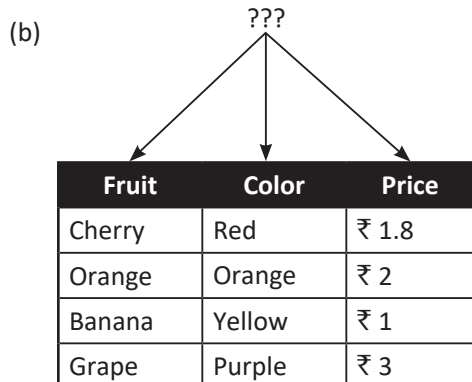 (b)
???
Fruit Color Price
Cherry Red ₹ 1.8
Orange Orange ₹ 2
Banana Yellow ₹ 1
Grape Purple ₹ 3